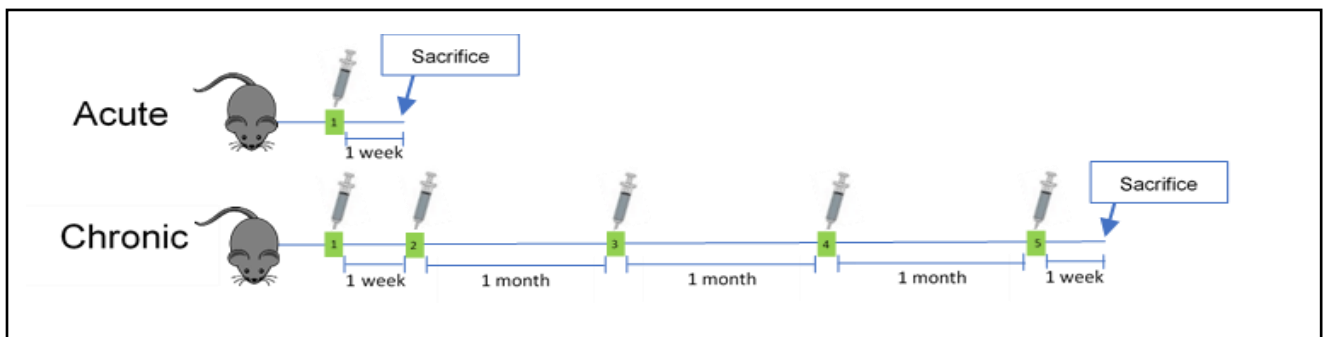 Sacrifice
Acute
1
1 week
Sacrifice
Chronic
1 2 3 4 5
1 week 1 month 1 month 1 month 1 week